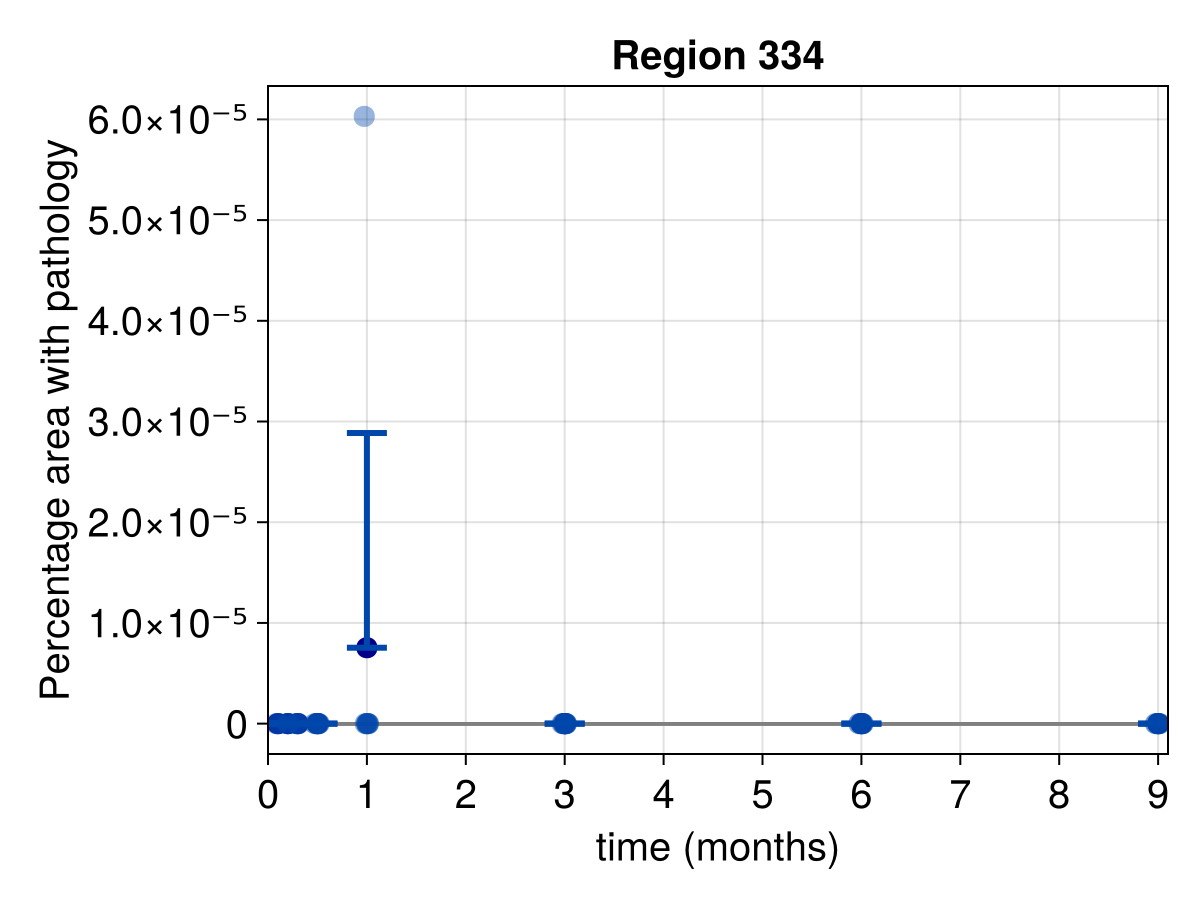 Region 334
Percentage area with pathology
6.0×10⁻⁵
5.0×10⁻⁵
4.0×10⁻⁵
3.0×10⁻⁵
2.0×10⁻⁵
1.0×10⁻⁵
0
0 1 2 3 4 5 6 7 8 9
time (months)